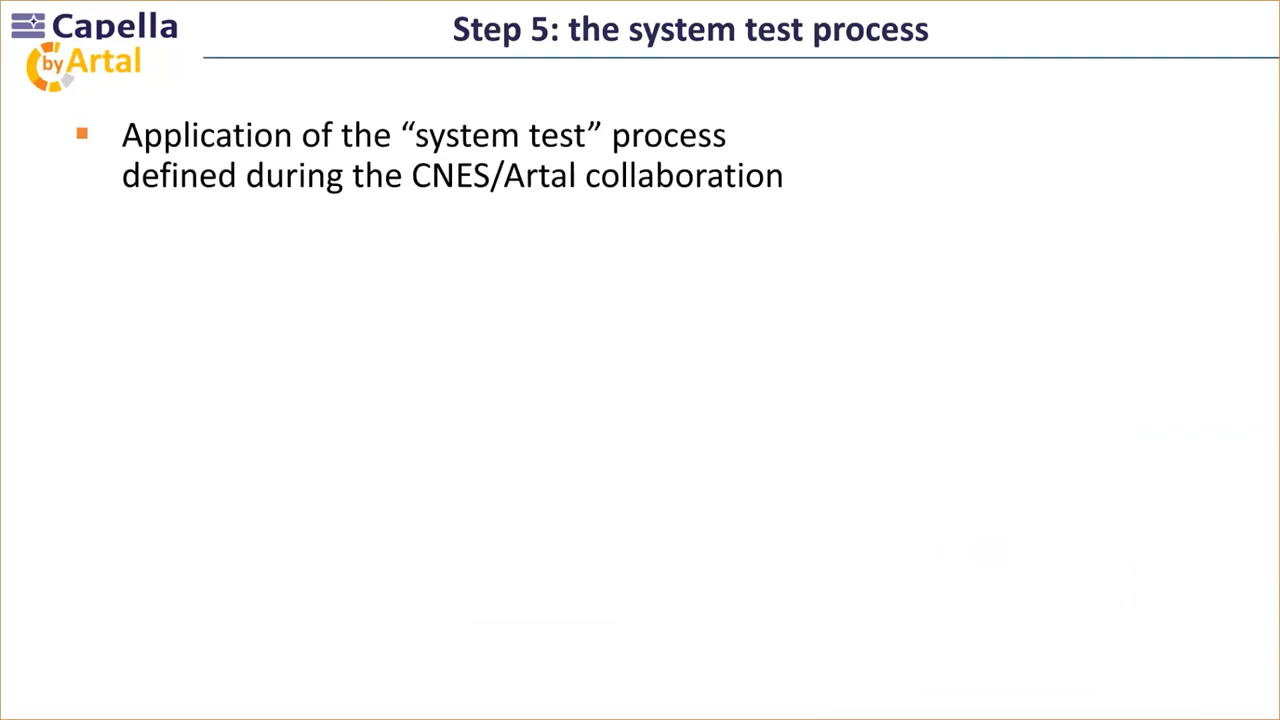 Capella
by Artal
Step 5: the system test process
Application of the “system test” process
defined during the CNES/Artal collaboration